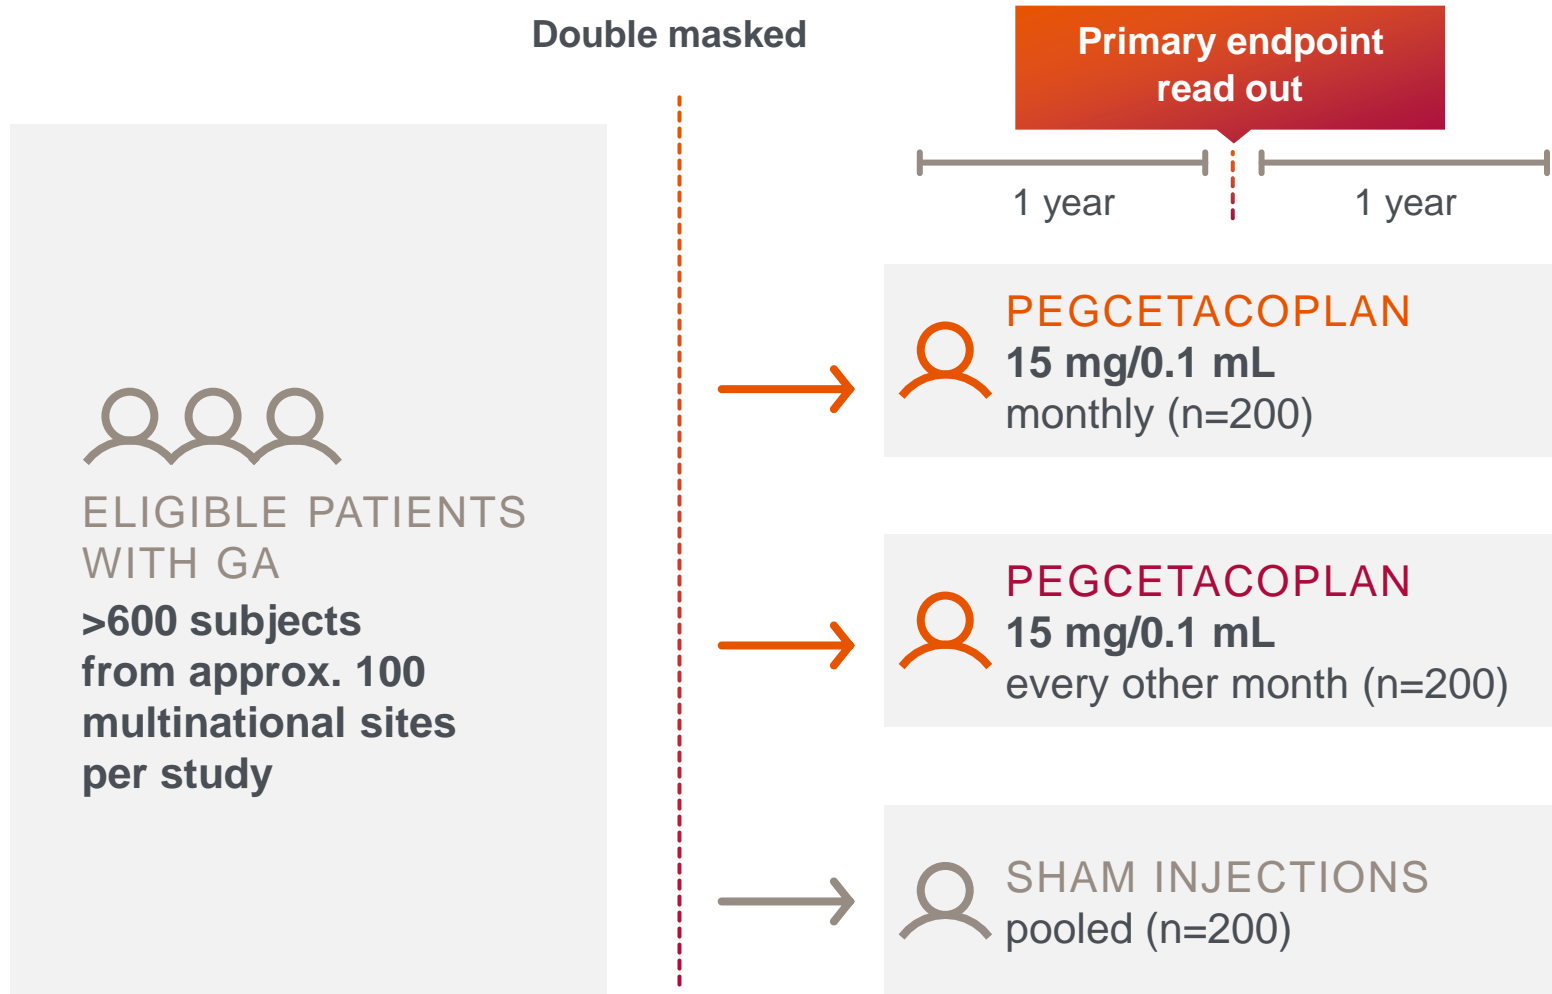 Double masked
Primary endpoint
read out
1 year
1 year
ELIGIBLE PATIENTS
WITH GA
>600 subjects
from approx. 100
multinational sites
per study
PEGCETACOPLAN
15 mg/0.1 mL
monthly (n=200)
PEGCETACOPLAN
15 mg/0.1 mL
every other month (n=200)
SHAM INJECTIONS
pooled (n=200)